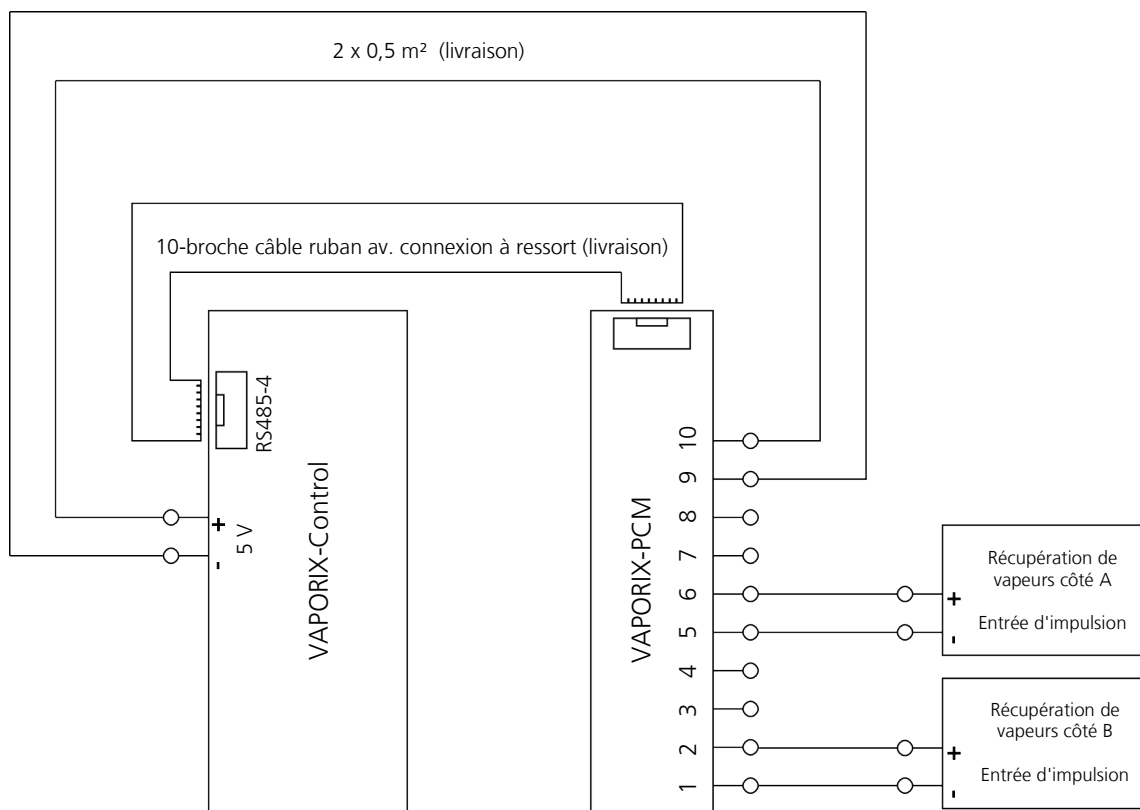 2 x 0,5 m² (livraison)
10-broche câble ruban av. connexion à ressort (livraison)
RS485-4
VAPORIX-Control
+
5 V
-
VAPORIX-PCM
10
9
8
7
6
5
4
3
2
1
Récupération de
vapeurs côté A
+
Entrée d'impulsion
-
Récupération de
vapeurs côté B
+
Entrée d'impulsion
-